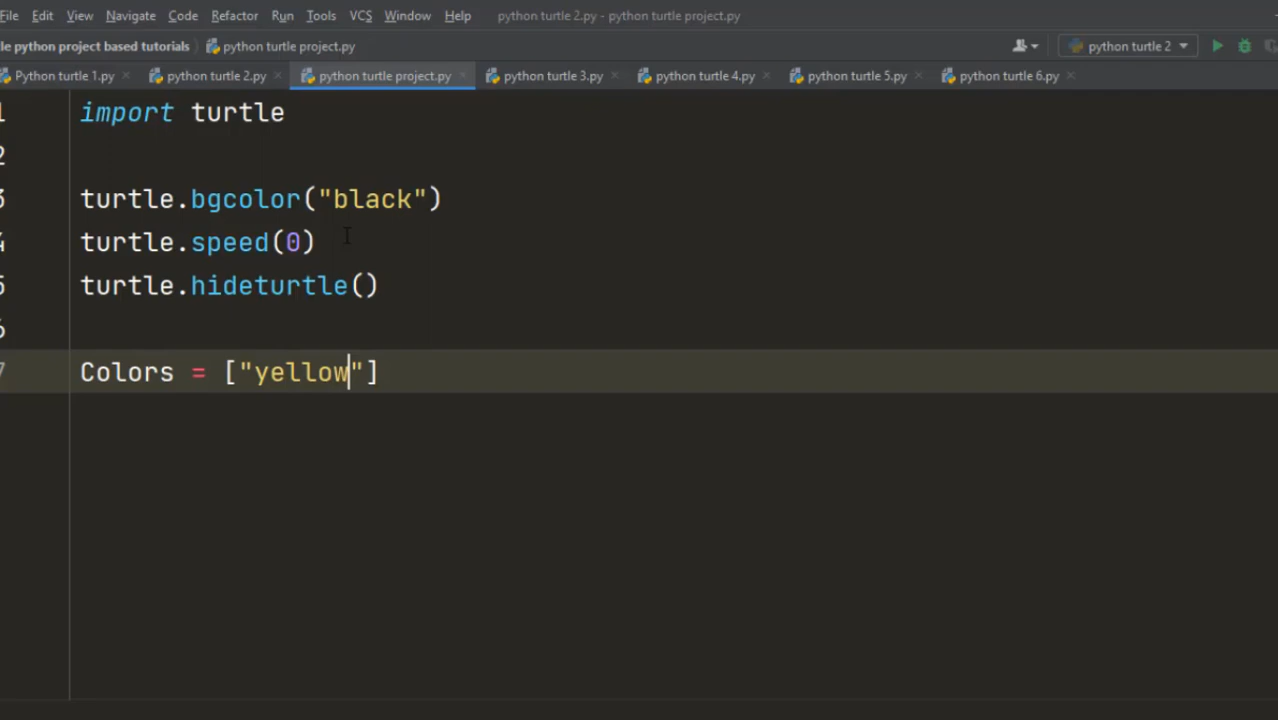 File Edit View Navigate Code Refactor Run Tools VCS Window Help python turtle 2.py - python turtle project.py
le python project based tutorials python turtle project.py python turtle 2
Python turtle 1.py python turtle 2.py python turtle project.py python turtle 3.py python turtle 4.py python turtle 5.py python turtle 6.py
1 import turtle
2
3 turtle.bgcolor("black")
4 turtle.speed(0)
5 turtle.hideturtle()
6
7 Colors = ["yellow"]